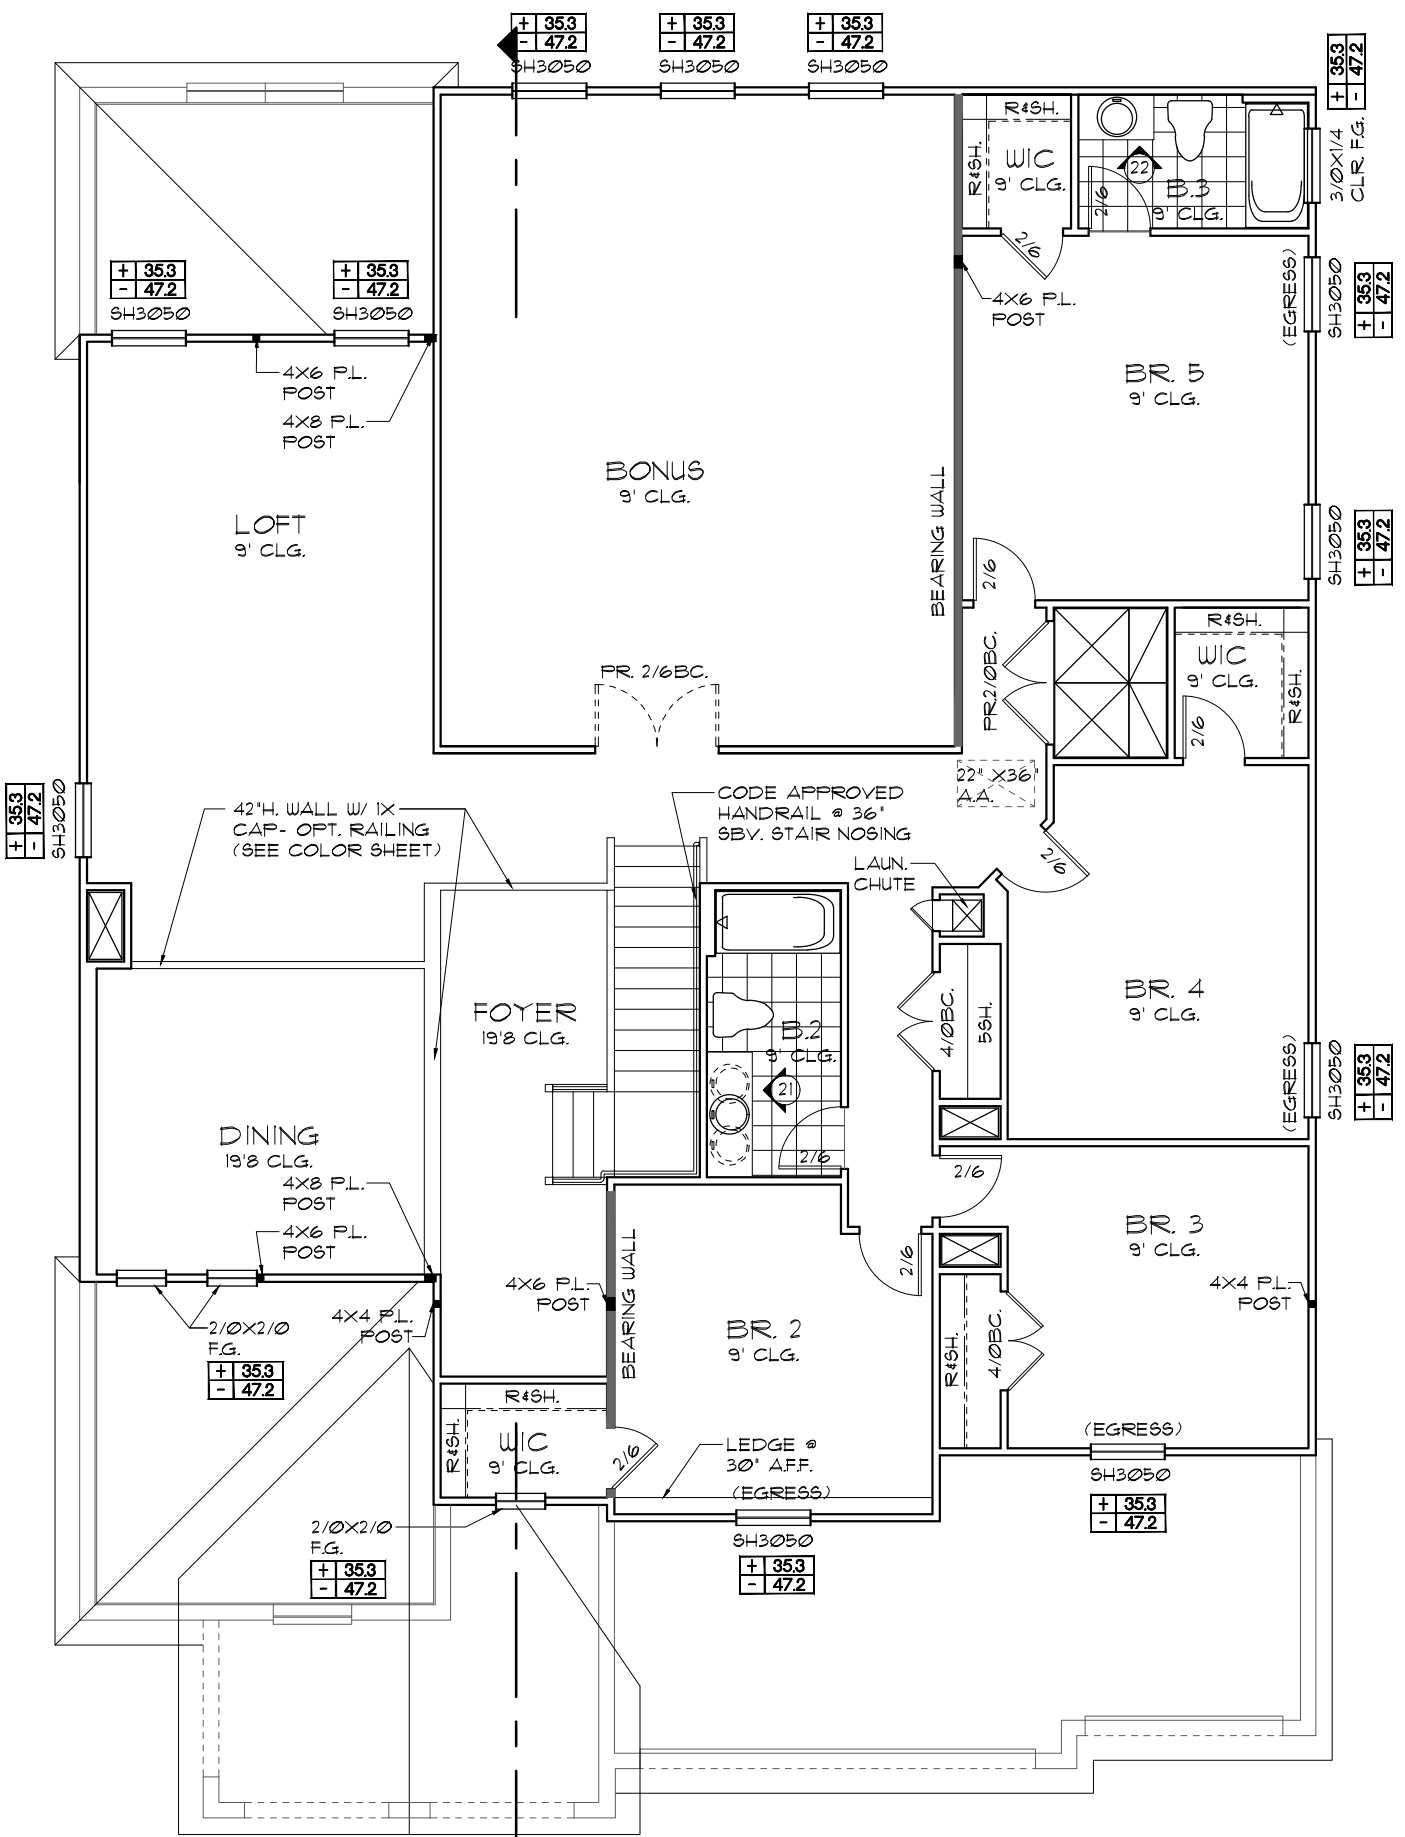 + 35.3
- 47.2
SH3050
+ 35.3
- 47.2
SH3050
+ 35.3
- 47.2
SH3050
+ 35.3
- 47.2
3/0X1/4
CLR. F.G.
R&SH.
R&SH.
WIC
9' CLG.
22
2/6
B.3
9' CLG.
2/6
+ 35.3
- 47.2
SH3050
+ 35.3
- 47.2
SH3050
(EGRESS)
SH3050
+ 35.3
- 47.2
4X6 P.L.
POST
4X6 P.L.
POST
4X8 P.L.
POST
BR. 5
9' CLG.
BONUS
9' CLG.
LOFT
9' CLG.
BEARING WALL
SH3050
+ 35.3
- 47.2
2/6
PR. 2/6BC.
PR.2/0BC.
R&SH.
WIC
9' CLG.
R&SH.
2/6
22" X36"
A.A.
+ 35.3
- 47.2
SH3050
42"H. WALL W/ 1X
CAP- OPT. RAILING
(SEE COLOR SHEET)
CODE APPROVED
HANDRAIL @ 36"
SBV. STAIR NOSING
LAUN.
CHUTE
2/6
FOYER
19'8 CLG.
B.2
9' CLG.
21
2/6
4/0BC.
5SH.
BR. 4
9' CLG.
(EGRESS)
SH3050
+ 35.3
- 47.2
DINING
19'8 CLG.
4X8 P.L.
POST
4X6 P.L.
POST
2/6
BR. 3
9' CLG.
2/6
BEARING WALL
4X6 P.L.
POST
4X4 P.L.
POST
4X4 P.L.
POST
2/0X2/0
F.G.
+ 35.3
- 47.2
BR. 2
9' CLG.
R&SH.
4/0BC.
R&SH.
R&SH.
WIC
9' CLG.
2/6
LEDGE @
30" A.F.F.
(EGRESS)
SH3050
+ 35.3
- 47.2
(EGRESS)
SH3050
+ 35.3
- 47.2
2/0X2/0
F.G.
+ 35.3
- 47.2